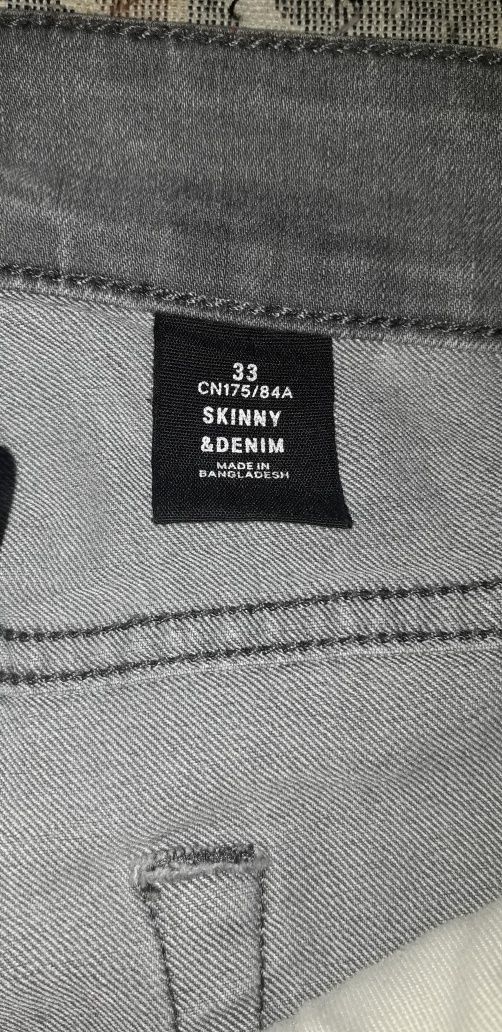 33
CN175/84A
SKINNY
&DENIM
MADE IN
BANGLADESH